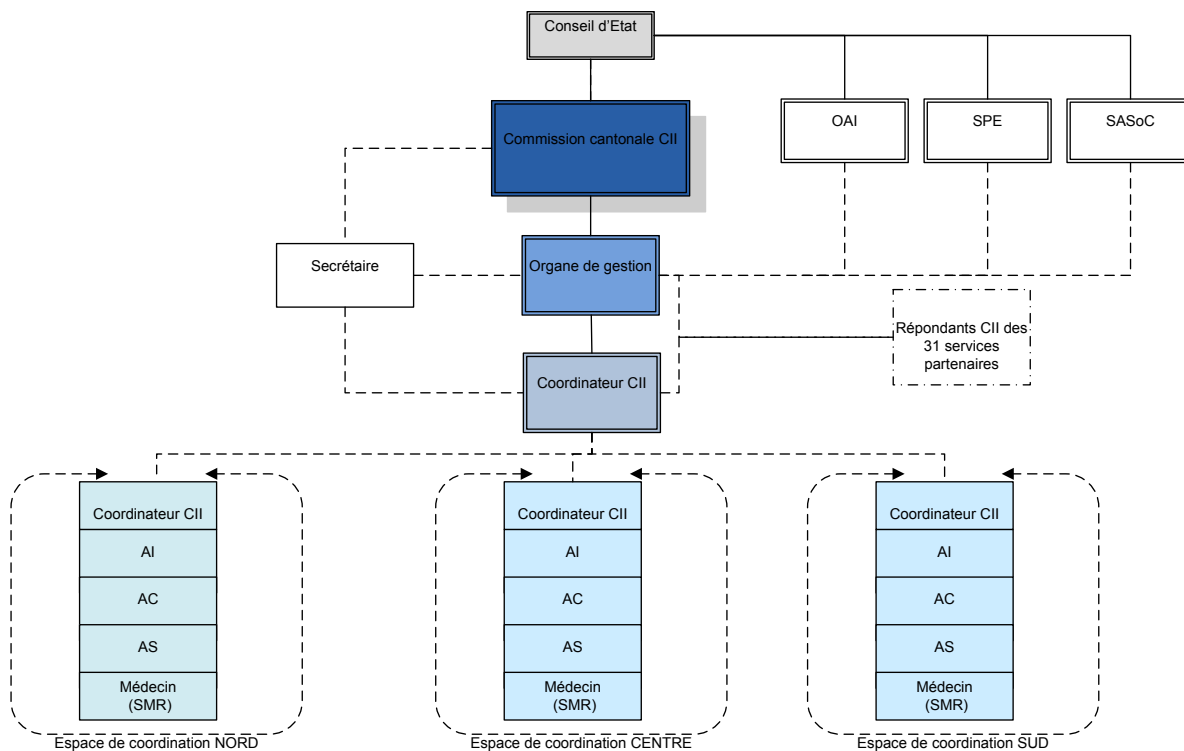 Conseil d'Etat
Commission cantonale CII
OAI
SPE
SASoC
Secrétaire
Organe de gestion
Répondants CII des
31 services
partenaires
Coordinateur CII
Coordinateur CII
AI
AC
AS
Médecin
(SMR)
Espace de coordination NORD
Coordinateur CII
AI
AC
AS
Médecin
(SMR)
Espace de coordination CENTRE
Coordinateur CII
AI
AC
AS
Médecin
(SMR)
Espace de coordination SUD